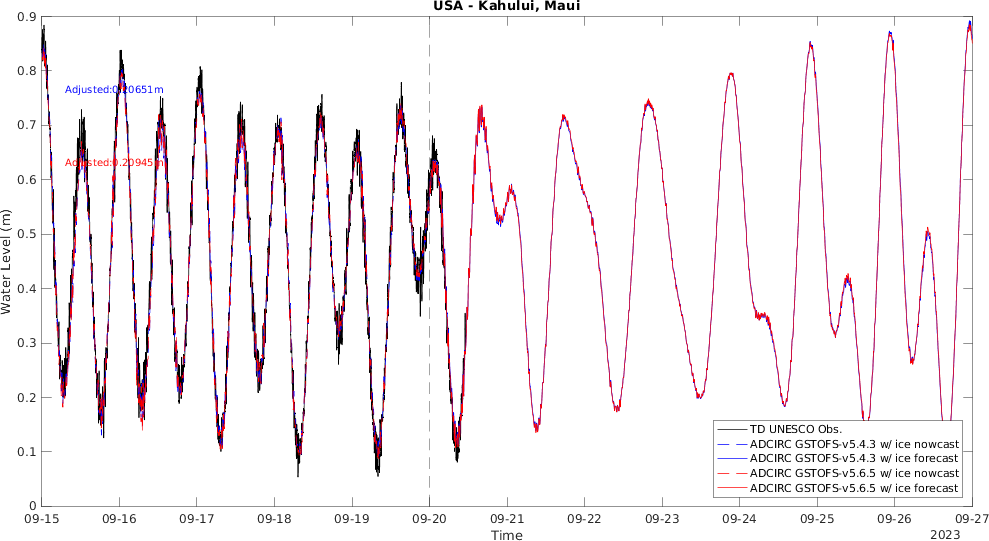 USA - Kahului, Maui
0.9
0.8
0.7
0.6
0.5
0.4
0.3
0.2
0.1
0
Water Level (m)
Adjusted:0.20651m
Adjusted:0.20945m
TD UNESCO Obs.
ADCIRC GSTOFS-v5.4.3 w/ ice nowcast
ADCIRC GSTOFS-v5.4.3 w/ ice forecast
ADCIRC GSTOFS-v5.6.5 w/ ice nowcast
ADCIRC GSTOFS-v5.6.5 w/ ice forecast
09-15 09-16 09-17 09-18 09-19 09-20 09-21 09-22 09-23 09-24 09-25 09-26 09-27
Time
2023